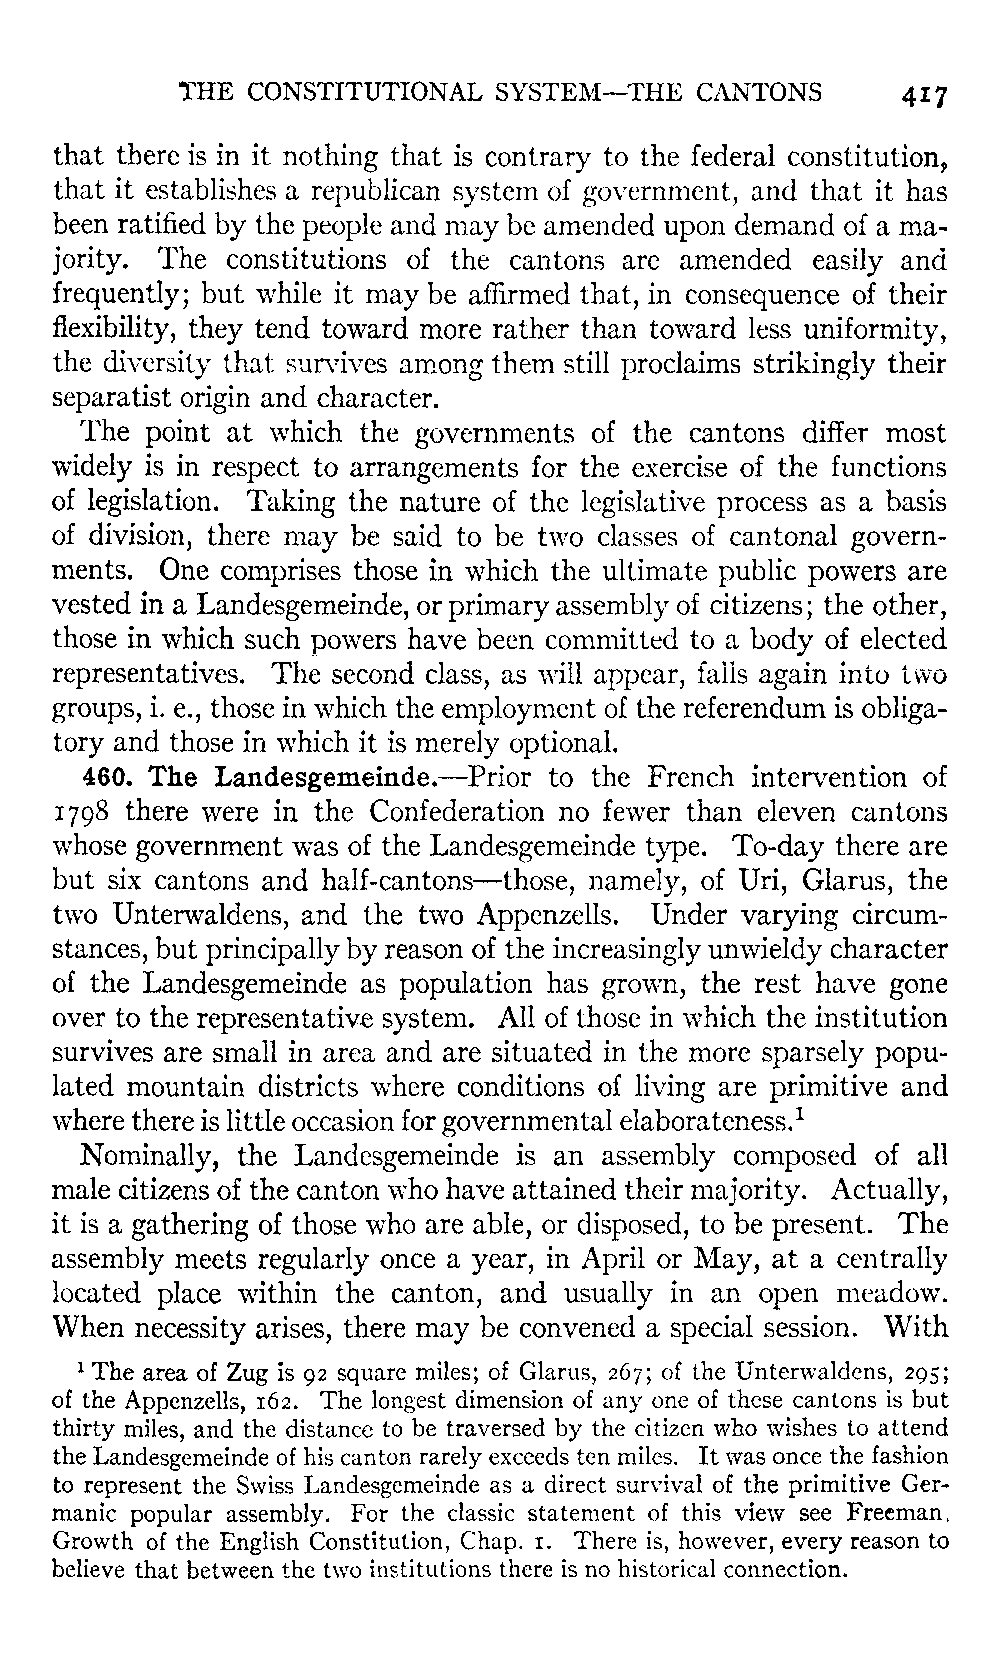 THE CONSTITUTIONAL SYSTEM—THE CANTONS 417
that there is in it nothing that is contrary to the federal constitution,
that it establishes a republican system of government, and that it has
been ratified by the people and may be amended upon demand of a ma-
jority. The constitutions of the cantons are amended easily and
frequently; but while it may be affirmed that, in consequence of their
flexibility, they tend toward more rather than toward less uniformity,
the diversity that survives among them still proclaims strikingly their
separatist origin and character.
The point at which the governments of the cantons differ most
widely is in respect to arrangements for the exercise of the functions
of legislation. Taking the nature of the legislative process as a basis
of division, there may be said to be two classes of cantonal govern-
ments. One comprises those in which the ultimate public powers are
vested in a Landesgemeinde, or primary assembly of citizens; the other,
those in which such powers have been committed to a body of elected
representatives. The second class, as will appear, falls again into two
groups, i. e., those in which the employment of the referendum is obliga-
tory and those in which it is merely optional.
460. The Landesgemeinde.—Prior to the French intervention of
1798 there were in the Confederation no fewer than eleven cantons
whose government was of the Landesgemeinde type. To-day there are
but six cantons and half-cantons—those, namely, of Uri, Glarus, the
two Unterwaldens, and the two Appenzells. Under varying circum-
stances, but principally by reason of the increasingly unwieldy character
of the Landesgemeinde as population has grown, the rest have gone
over to the representative system. All of those in which the institution
survives are small in area and are situated in the more sparsely popu-
lated mountain districts where conditions of living are primitive and
where there is little occasion for governmental elaborateness.¹
Nominally, the Landesgemeinde is an assembly composed of all
male citizens of the canton who have attained their majority. Actually,
it is a gathering of those who are able, or disposed, to be present. The
assembly meets regularly once a year, in April or May, at a centrally
located place within the canton, and usually in an open meadow.
When necessity arises, there may be convened a special session. With
¹ The area of Zug is 92 square miles; of Glarus, 267; of the Unterwaldens, 295;
of the Appenzells, 162. The longest dimension of any one of these cantons is but
thirty miles, and the distance to be traversed by the citizen who wishes to attend
the Landesgemeinde of his canton rarely exceeds ten miles. It was once the fashion
to represent the Swiss Landesgemeinde as a direct survival of the primitive Ger-
manic popular assembly. For the classic statement of this view see Freeman,
Growth of the English Constitution, Chap. 1. There is, however, every reason to
believe that between the two institutions there is no historical connection.